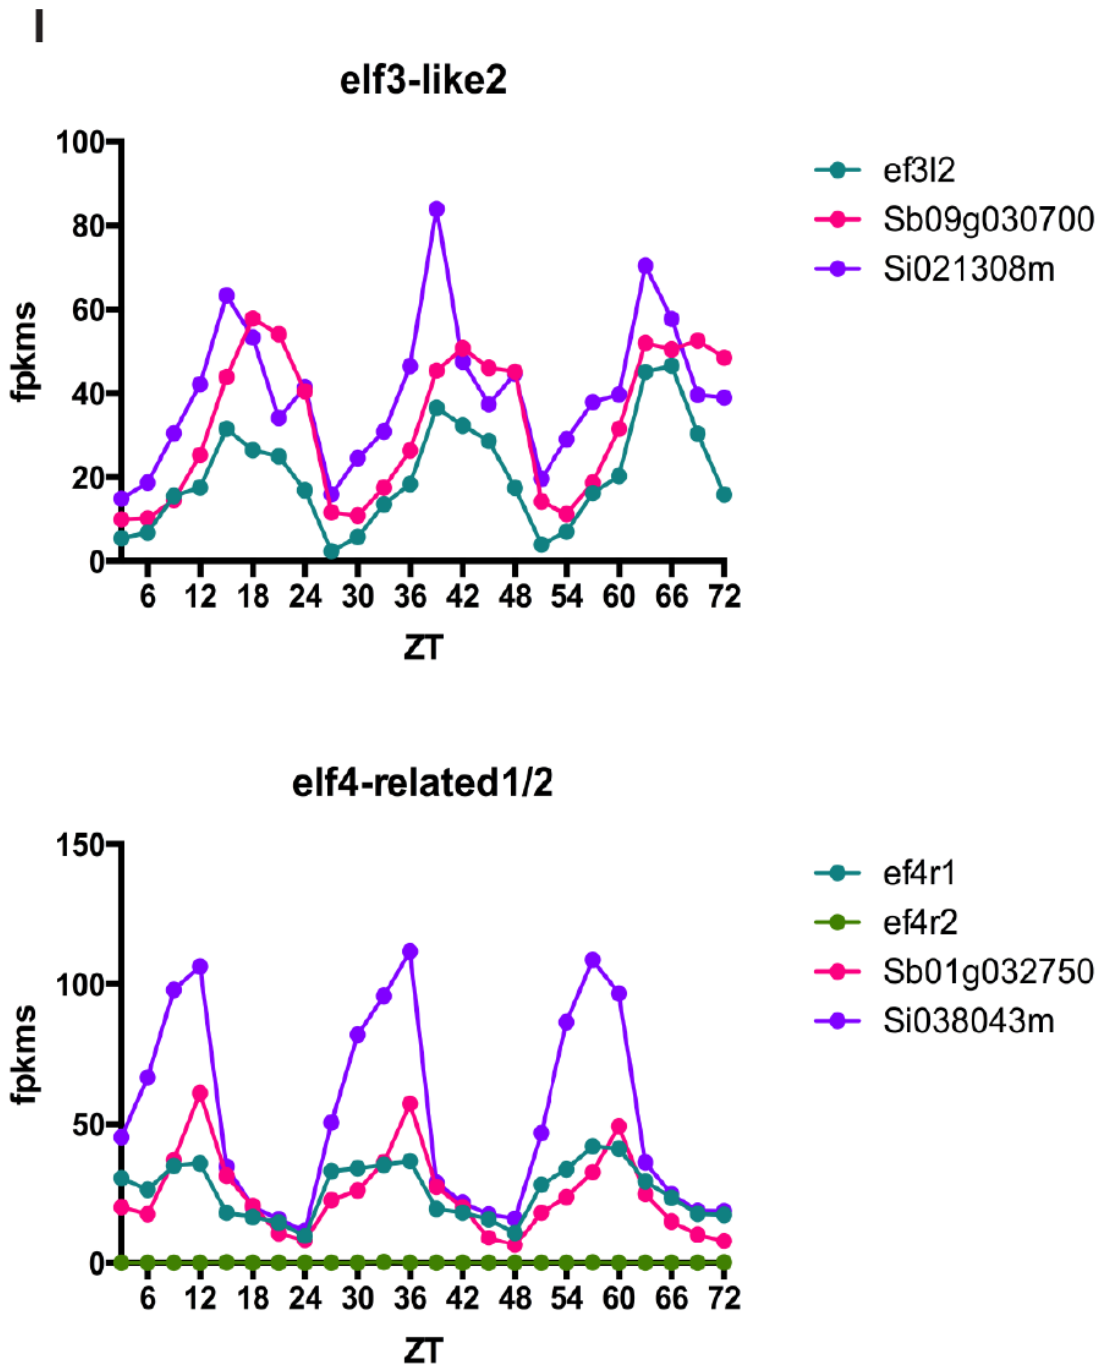 I
elf3-like2
100
80
60
40
20
0
fpkms
6 12 18 24 30 36 42 48 54 60 66 72
ZT
ef3l2
Sb09g030700
Si021308m
elf4-related1/2
150
100
50
0
fpkms
6 12 18 24 30 36 42 48 54 60 66 72
ZT
ef4r1
ef4r2
Sb01g032750
Si038043m